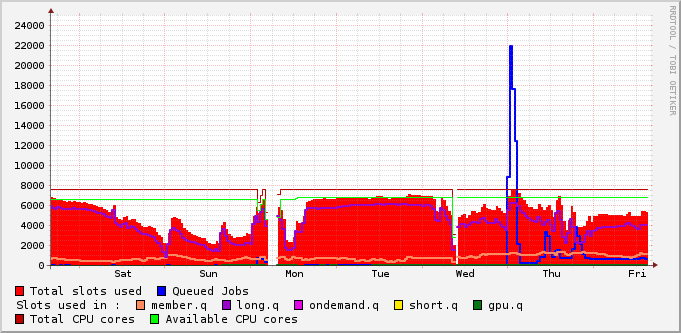 24000
22000
20000
18000
16000
14000
12000
10000
8000
6000
4000
2000
0
Sat Sun Mon Tue Wed Thu Fri
Total slots used Queued Jobs
Slots used in : member.q long.q ondemand.q short.q gpu.q
Total CPU cores Available CPU cores
RRDTOOL / TOBI OETIKER